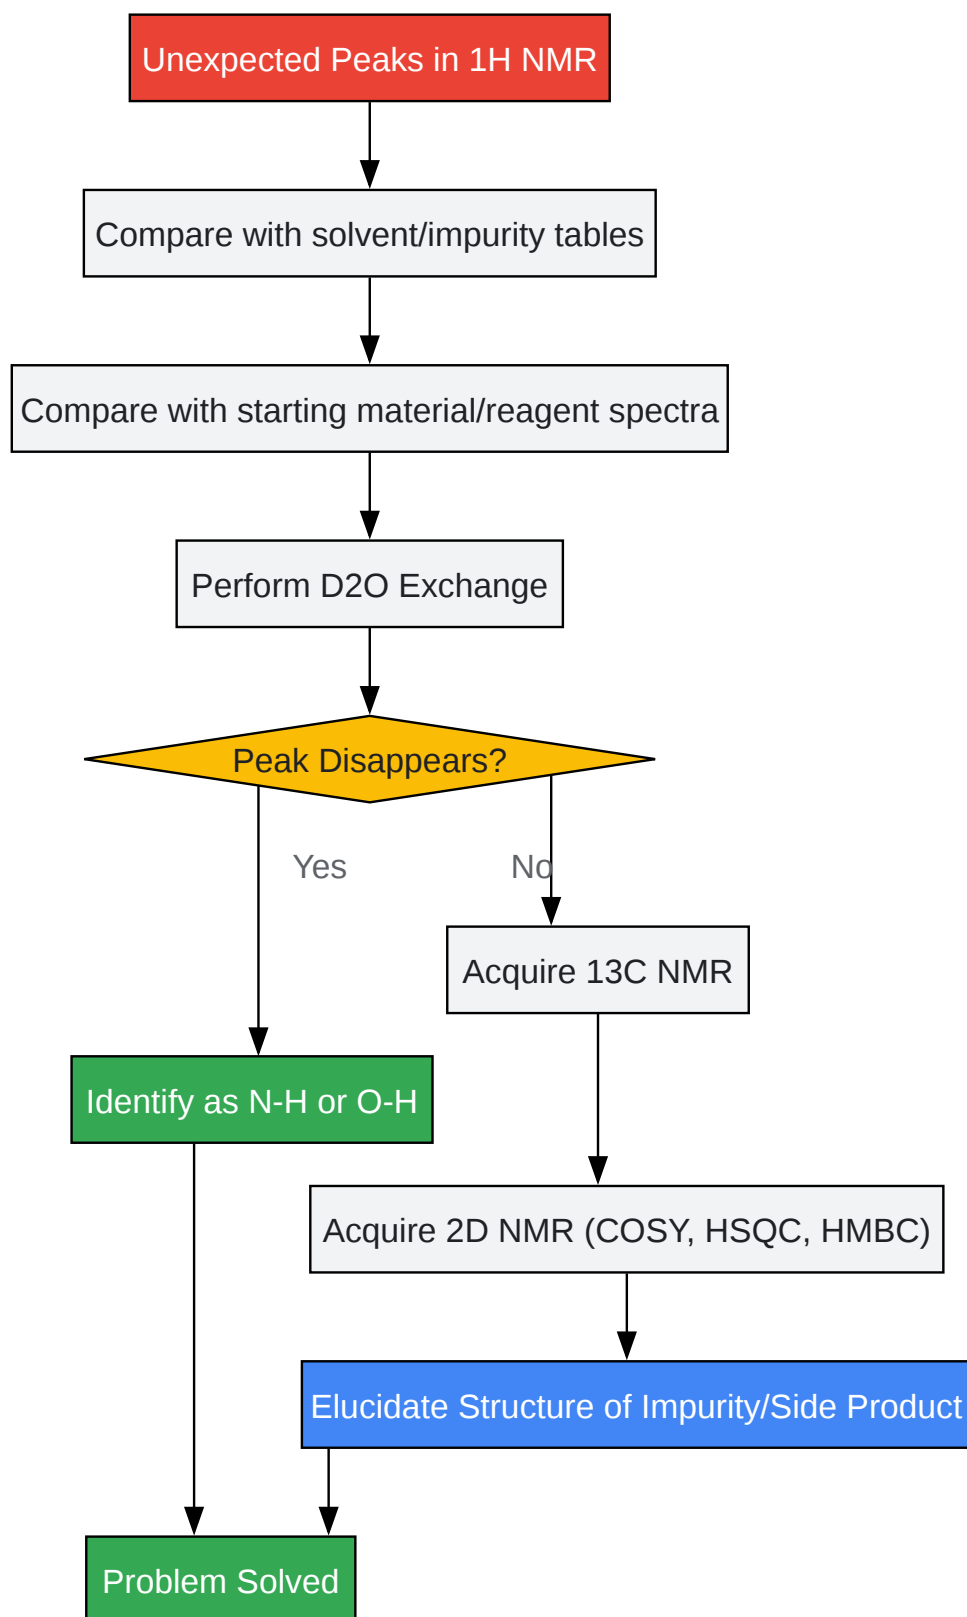 Unexpected Peaks in 1H NMR
Compare with solvent/impurity tables
Compare with starting material/reagent spectra
Perform D2O Exchange
Peak Disappears?
Yes
No
Acquire 13C NMR
Identify as N-H or O-H
Acquire 2D NMR (COSY, HSQC, HMBC)
Elucidate Structure of Impurity/Side Product
Problem Solved